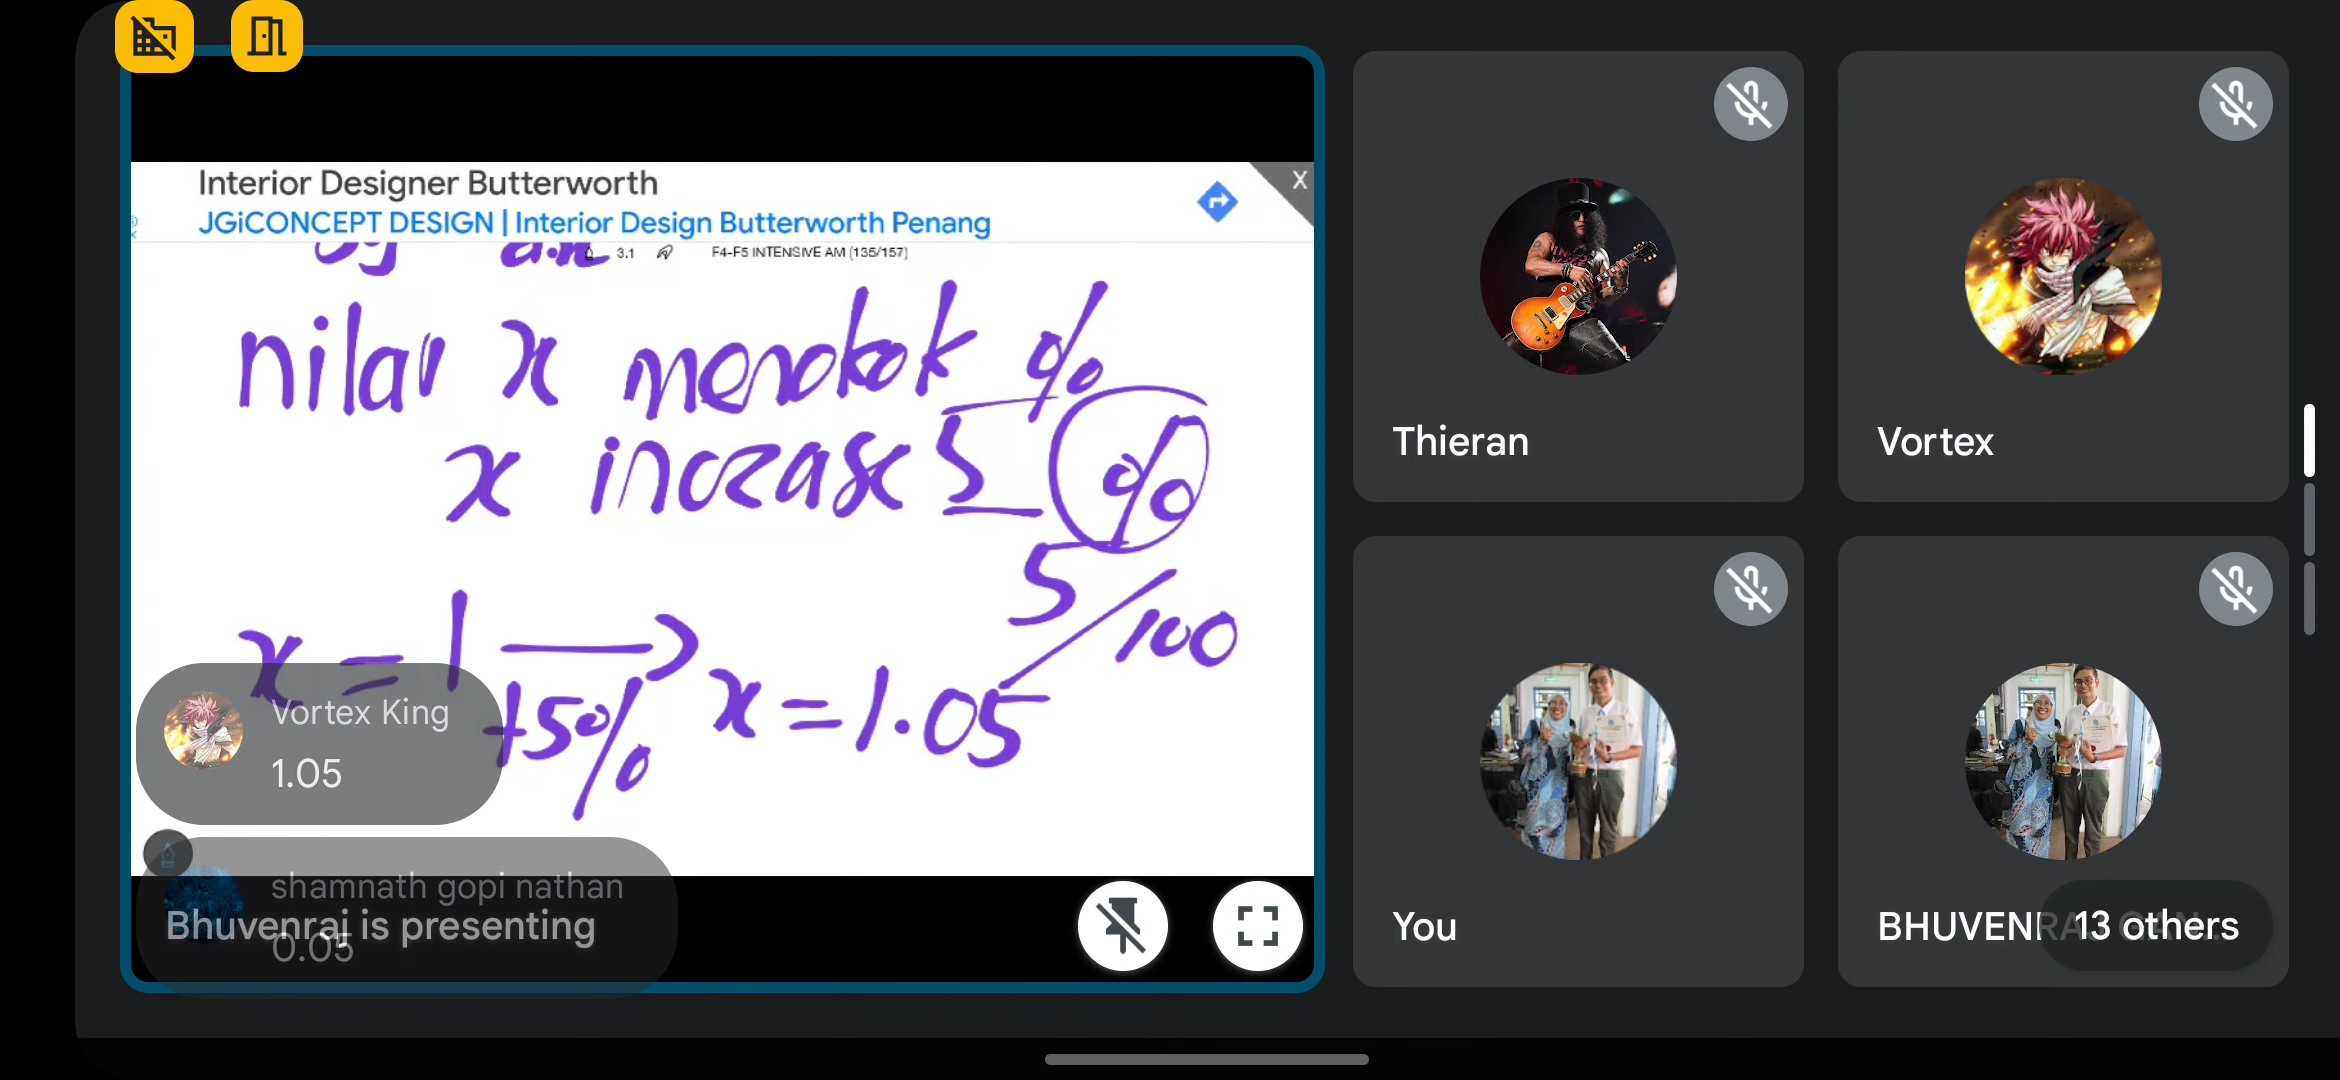 Interior Designer Butterworth
X
JGiCONCEPT DESIGN | Interior Design Butterworth Penang
3.1 F4-F5 INTENSIVE AM (135/157)
nilai x menokok %
x increase 5 %
5/100
x = 1
+5%
x = 1.05
Vortex King
1.05
shamnath gopi nathan
0.05
Bhuvenraj is presenting
Thieran
Vortex
You
BHUVENRAJ
13 others